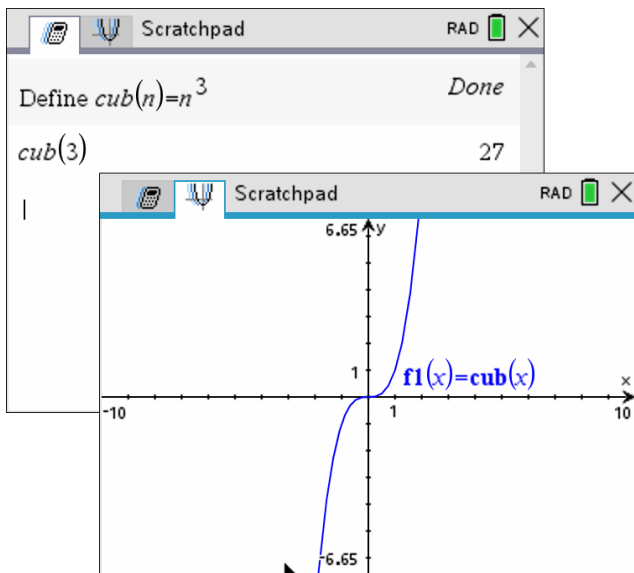 Scratchpad RAD
Define cub(n)=n³ Done
cub(3) 27
Scratchpad RAD
6.65 y
1 f1(x)=cub(x)
x
-10 1 10
-6.65